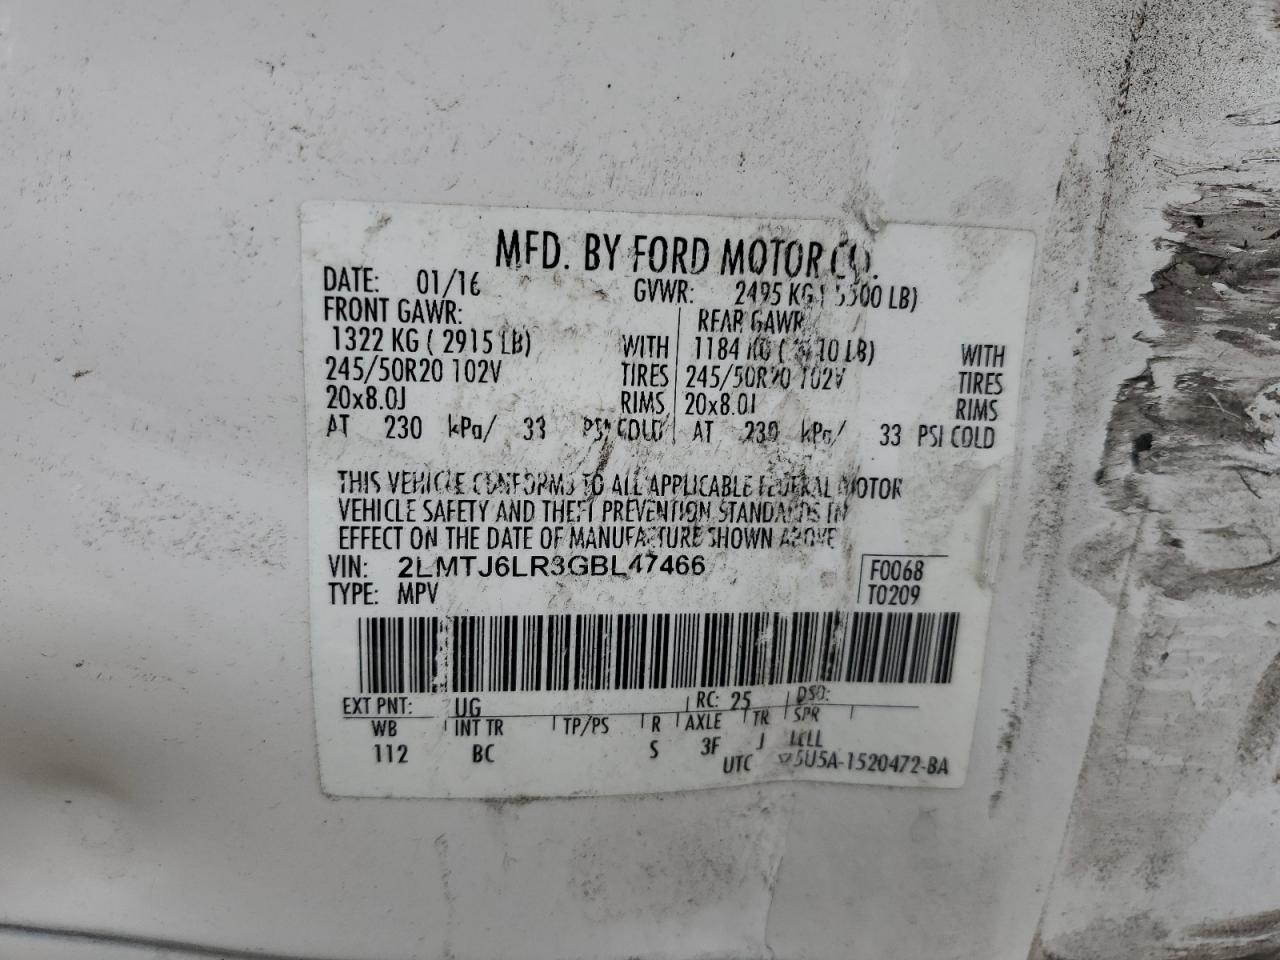 MFD. BY FORD MOTOR CO.
DATE: 01/16 GVWR: 2495 KG ( 5500 LB)
FRONT GAWR: REAR GAWR
1322 KG ( 2915 LB) WITH 1184 KG ( LB) WITH
245/50R20 102V TIRES 245/50R20 102V TIRES
20x8.0J RIMS 20x8.0J RIMS
AT 230 kPa/ 33 PSI COLD AT 230 kPa/ 33 PSI COLD
THIS VEHICLE CONFORMS TO ALL APPLICABLE FEDERAL MOTOR
VEHICLE SAFETY AND THEFT PREVENTION STANDARDS IN
EFFECT ON THE DATE OF MANUFACTURE SHOWN ABOVE
VIN: 2LMTJ6LR3GBL47466 F0068
TYPE: MPV T0209
EXT PNT: UG RC: 25 DSO:
WB INT TR TP/PS R AXLE TR SPR
112 BC S 3F J
UTC 5U5A-1520472-BA